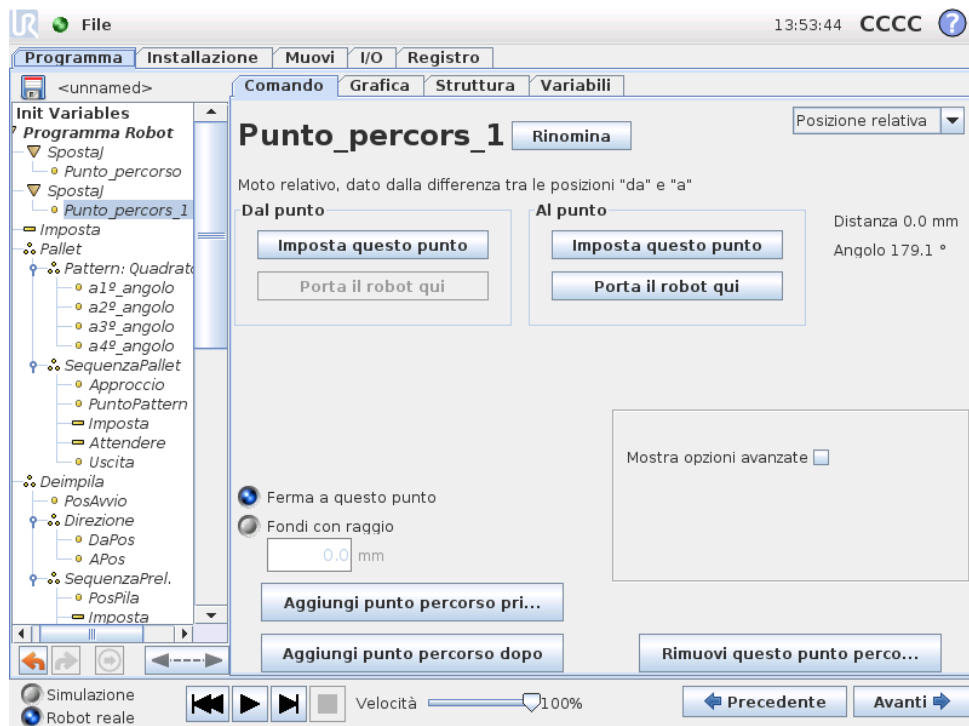 UR File 13:53:44 CCCC ?
Programma Installazione Muovi I/O Registro
<unnamed>
Comando Grafica Struttura Variabili
Init Variables
Programma Robot
SpostaJ
Punto_percorso
SpostaJ
Punto_percors_1
Imposta
Pallet
Pattern: Quadrato
a1º_angolo
a2º_angolo
a3º_angolo
a4º_angolo
SequenzaPallet
Approccio
PuntoPattern
Imposta
Attendere
Uscita
Deimpila
PosAvvio
Direzione
DaPos
APos
SequenzaPrel.
PosPila
Imposta
Punto_percors_1 Rinomina
Posizione relativa
Moto relativo, dato dalla differenza tra le posizioni "da" e "a"
Dal punto
Imposta questo punto
Porta il robot qui
Al punto
Imposta questo punto
Porta il robot qui
Distanza 0.0 mm
Angolo 179.1 °
Mostra opzioni avanzate
Ferma a questo punto
Fondi con raggio
0.0 mm
Aggiungi punto percorso pri...
Aggiungi punto percorso dopo
Rimuovi questo punto perco...
Simulazione
Robot reale
Velocità 100%
Precedente
Avanti